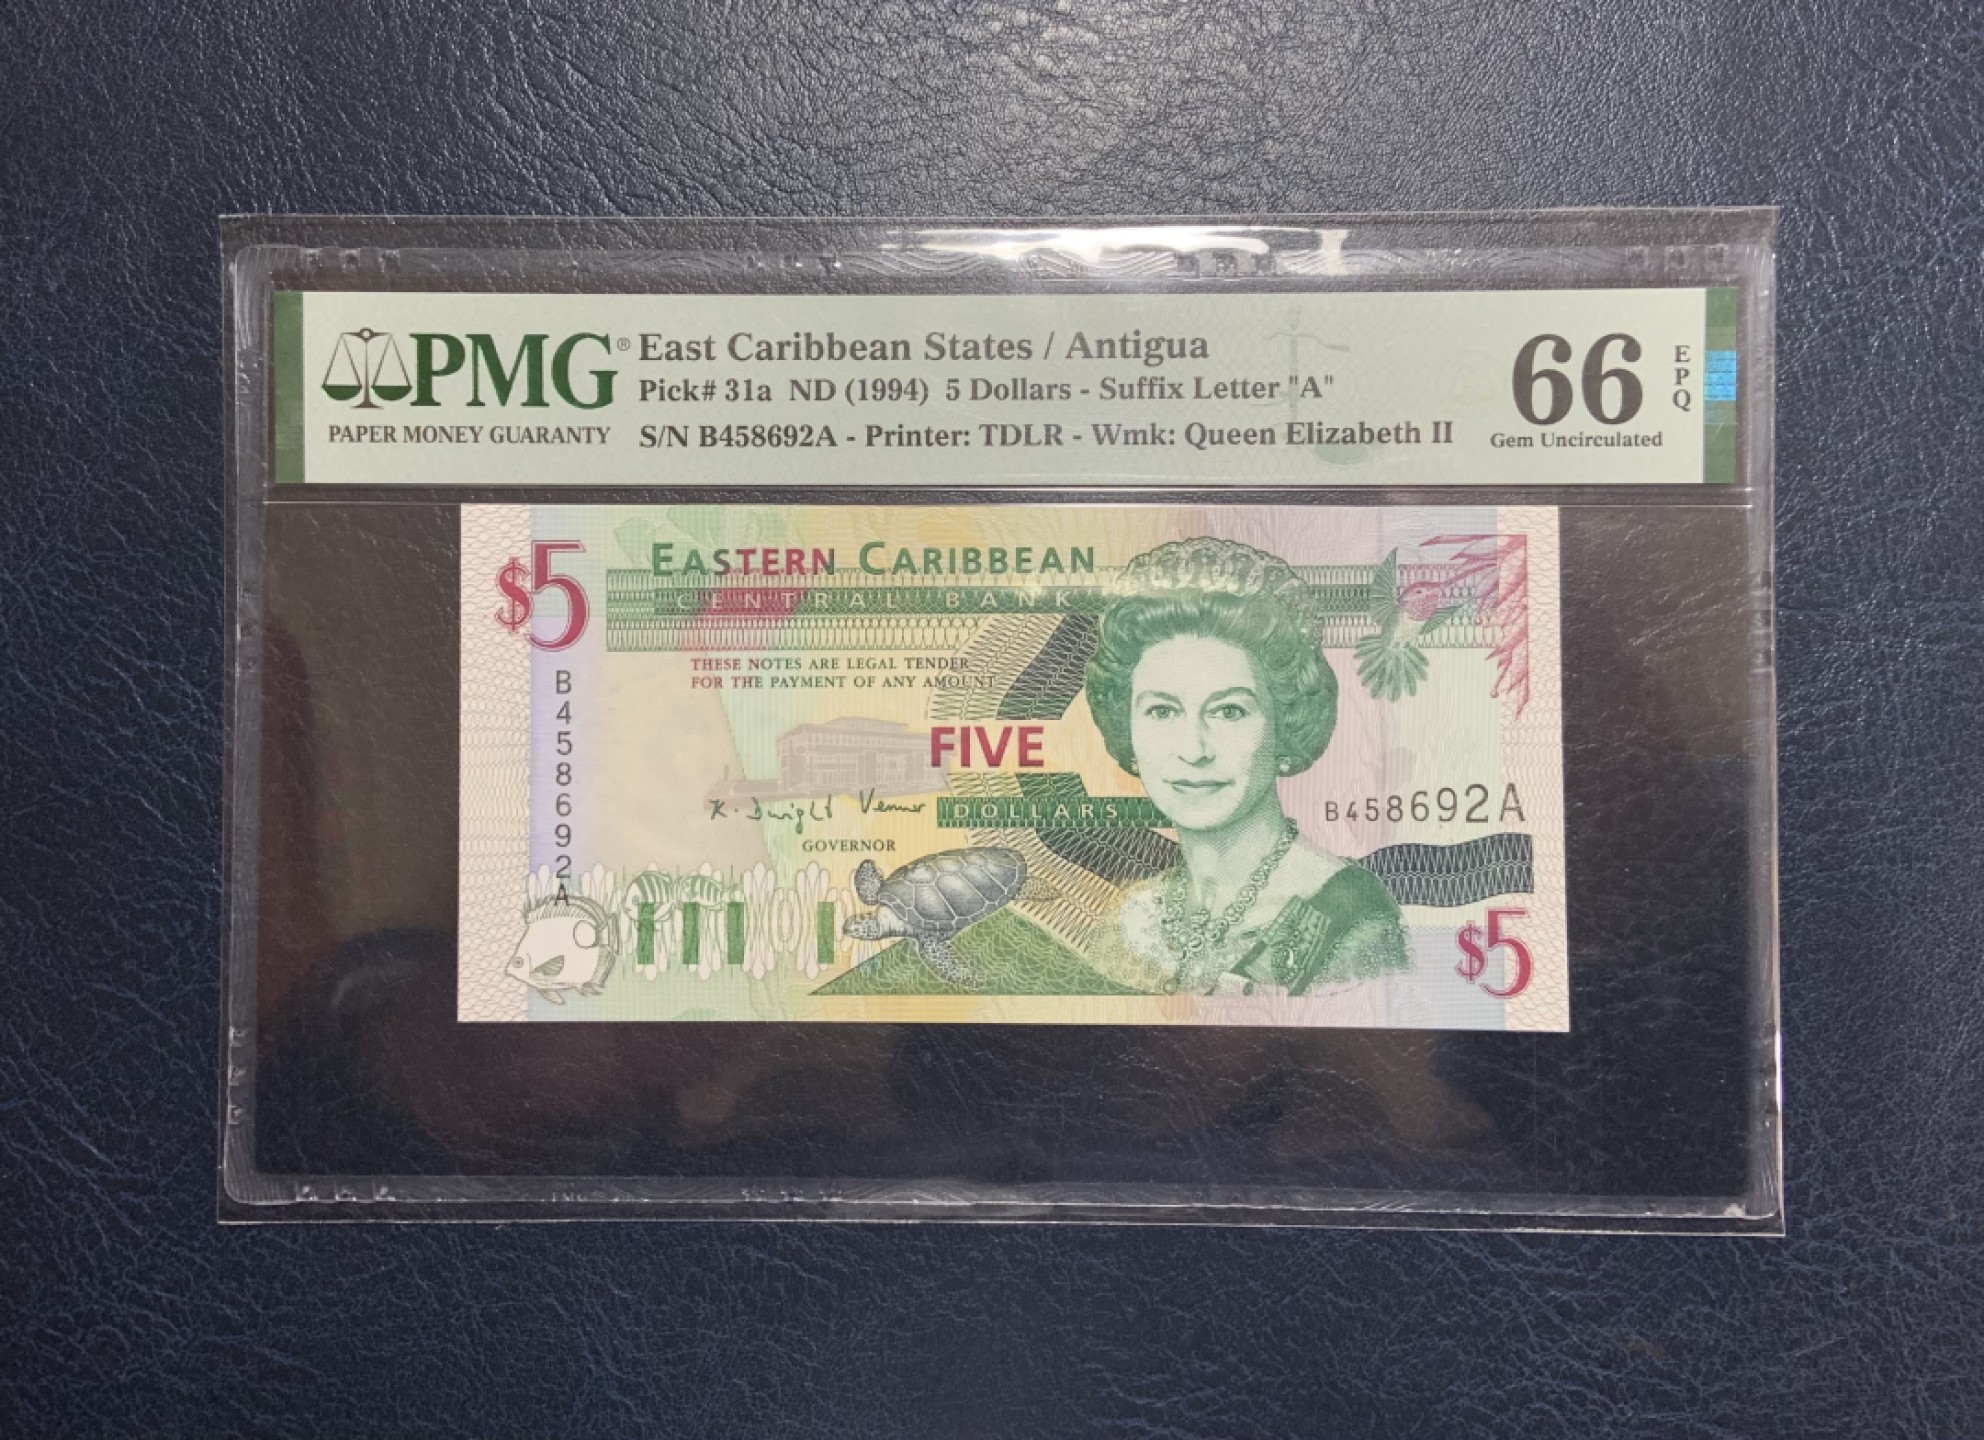 PMG®
PAPER MONEY GUARANTY
East Caribbean States / Antigua
Pick# 31a ND (1994) 5 Dollars - Suffix Letter "A"
S/N B458692A - Printer: TDLR - Wmk: Queen Elizabeth II
66
EPQ
Gem Uncirculated
$5
EASTERN CARIBBEAN
CENTRAL BANK
THESE NOTES ARE LEGAL TENDER
FOR THE PAYMENT OF ANY AMOUNT
B458692A
FIVE
DOLLARS
K. Dwight Venner
GOVERNOR
B458692A
$5